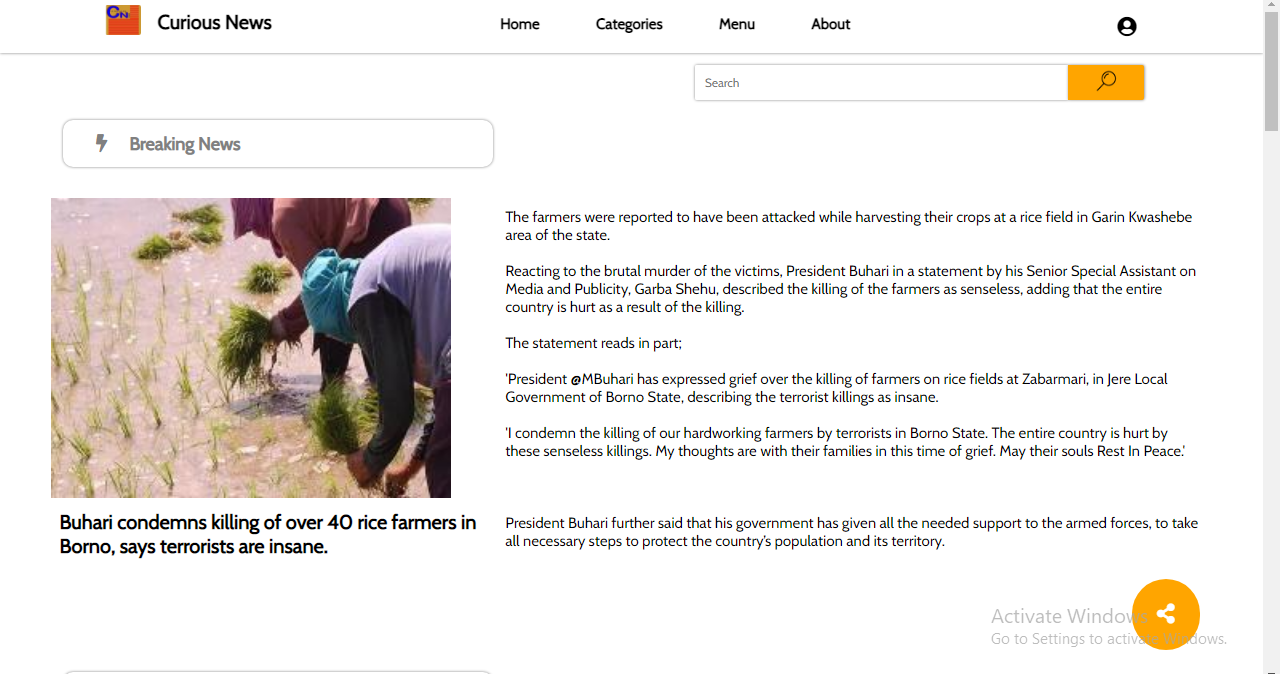 CN
Curious News
Home
Categories
Menu
About
Search
Breaking News
The farmers were reported to have been attacked while harvesting their crops at a rice field in Garin Kwashebe
area of the state.
Reacting to the brutal murder of the victims, President Buhari in a statement by his Senior Special Assistant on
Media and Publicity, Garba Shehu, described the killing of the farmers as senseless, adding that the entire
country is hurt as a result of the killing.
The statement reads in part;
'President @MBuhari has expressed grief over the killing of farmers on rice fields at Zabarmari, in Jere Local
Government of Borno State, describing the terrorist killings as insane.
'I condemn the killing of our hardworking farmers by terrorists in Borno State. The entire country is hurt by
these senseless killings. My thoughts are with their families in this time of grief. May their souls Rest In Peace.'
Buhari condemns killing of over 40 rice farmers in
Borno, says terrorists are insane.
President Buhari further said that his government has given all the needed support to the armed forces, to take
all necessary steps to protect the country’s population and its territory.
Activate Windows
Go to Settings to activate Windows.